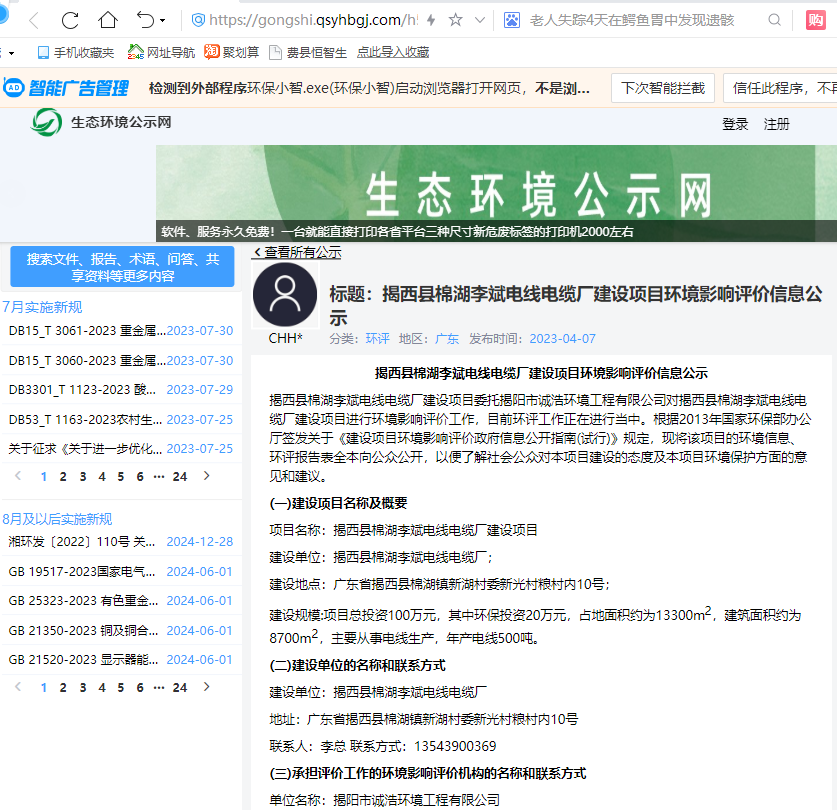 https://gongshi.qsyhbgj.com/h!
老人失踪4天在鳄鱼胃中发现遗骸
购
手机收藏夹 网址导航 淘 聚划算 费县恒智生 点此导入收藏
AD 智能广告管理 检测到外部程序环保小智.exe(环保小智)启动浏览器打开网页，不是浏... 下次智能拦截 信任此程序，不再
生态环境公示网 登录 注册
生态环境公示网
软件、服务永久免费！一台就能直接打印各省平台三种尺寸新危废标签的打印机2000左右
搜索文件、报告、术语、问答、共
享资料等更多内容
7月实施新规
DB15_T 3061-2023 重金属... 2023-07-30
DB15_T 3060-2023 重金属... 2023-07-30
DB3301_T 1123-2023 酸... 2023-07-29
DB53_T 1163-2023农村生... 2023-07-25
关于征求《关于进一步优化... 2023-07-25
< 1 2 3 4 5 6 ··· 24 >
8月及以后实施新规
湘环发〔2022〕110号 关... 2024-12-28
GB 19517-2023国家电气... 2024-06-01
GB 25323-2023 有色重金... 2024-06-01
GB 21350-2023 铜及铜合... 2024-06-01
GB 21520-2023 显示器能... 2024-06-01
< 1 2 3 4 5 6 ··· 24 >
<查看所有公示
CHH*
标题：揭西县棉湖李斌电线电缆厂建设项目环境影响评价信息公
示
分类：环评 地区：广东 发布时间：2023-04-07
揭西县棉湖李斌电线电缆厂建设项目环境影响评价信息公示
揭西县棉湖李斌电线电缆厂建设项目委托揭阳市诚浩环境工程有限公司对揭西县棉湖李斌电线电
缆厂建设项目进行环境影响评价工作，目前环评工作正在进行当中。根据2013年国家环保部办公
厅签发关于《建设项目环境影响评价政府信息公开指南(试行)》规定，现将该项目的环境信息、
环评报告表全本向公众公开，以便了解社会公众对本项目建设的态度及本项目环境保护方面的意
见和建议。
(一)建设项目名称及概要
项目名称：揭西县棉湖李斌电线电缆厂建设项目
建设单位：揭西县棉湖李斌电线电缆厂；
建设地点：广东省揭西县棉湖镇新湖村委新光村粮村内10号；
建设规模:项目总投资100万元，其中环保投资20万元，占地面积约为13300m²，建筑面积约为
8700m²，主要从事电线生产，年产电线500吨。
(二)建设单位的名称和联系方式
建设单位：揭西县棉湖李斌电线电缆厂
地址：广东省揭西县棉湖镇新湖村委新光村粮村内10号
联系人：李总 联系方式：13543900369
(三)承担评价工作的环境影响评价机构的名称和联系方式
单位名称：揭阳市诚浩环境工程有限公司